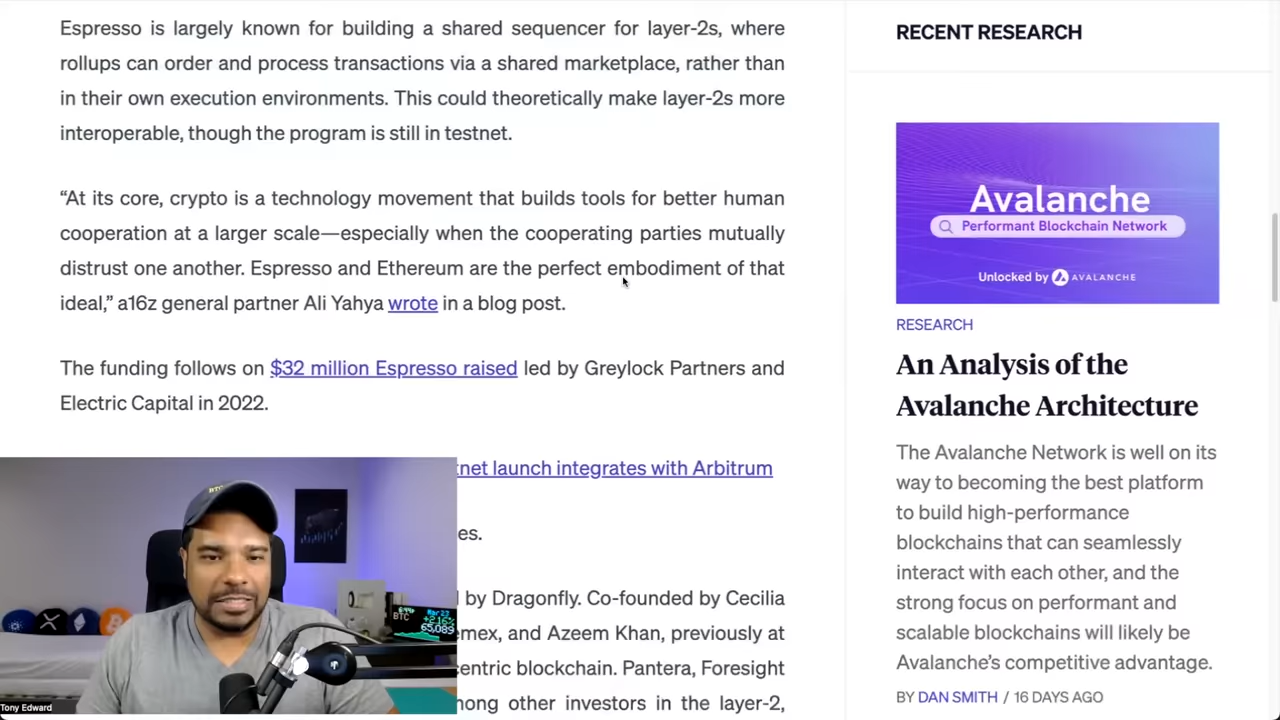 Espresso is largely known for building a shared sequencer for layer-2s, where
rollups can order and process transactions via a shared marketplace, rather than
in their own execution environments. This could theoretically make layer-2s more
interoperable, though the program is still in testnet.
“At its core, crypto is a technology movement that builds tools for better human
cooperation at a larger scale—especially when the cooperating parties mutually
distrust one another. Espresso and Ethereum are the perfect embodiment of that
ideal,” a16z general partner Ali Yahya wrote in a blog post.
The funding follows on $32 million Espresso raised led by Greylock Partners and
Electric Capital in 2022.
tnet launch integrates with Arbitrum
es.
l by Dragonfly. Co-founded by Cecilia
emex, and Azeem Khan, previously at
centric blockchain. Pantera, Foresight
nong other investors in the layer-2,
RECENT RESEARCH
Avalanche
Performant Blockchain Network
Unlocked by AVALANCHE
RESEARCH
An Analysis of the
Avalanche Architecture
The Avalanche Network is well on its
way to becoming the best platform
to build high-performance
blockchains that can seamlessly
interact with each other, and the
strong focus on performant and
scalable blockchains will likely be
Avalanche’s competitive advantage.
BY DAN SMITH / 16 DAYS AGO
BTC
+2.16%
65,089
Tony Edward